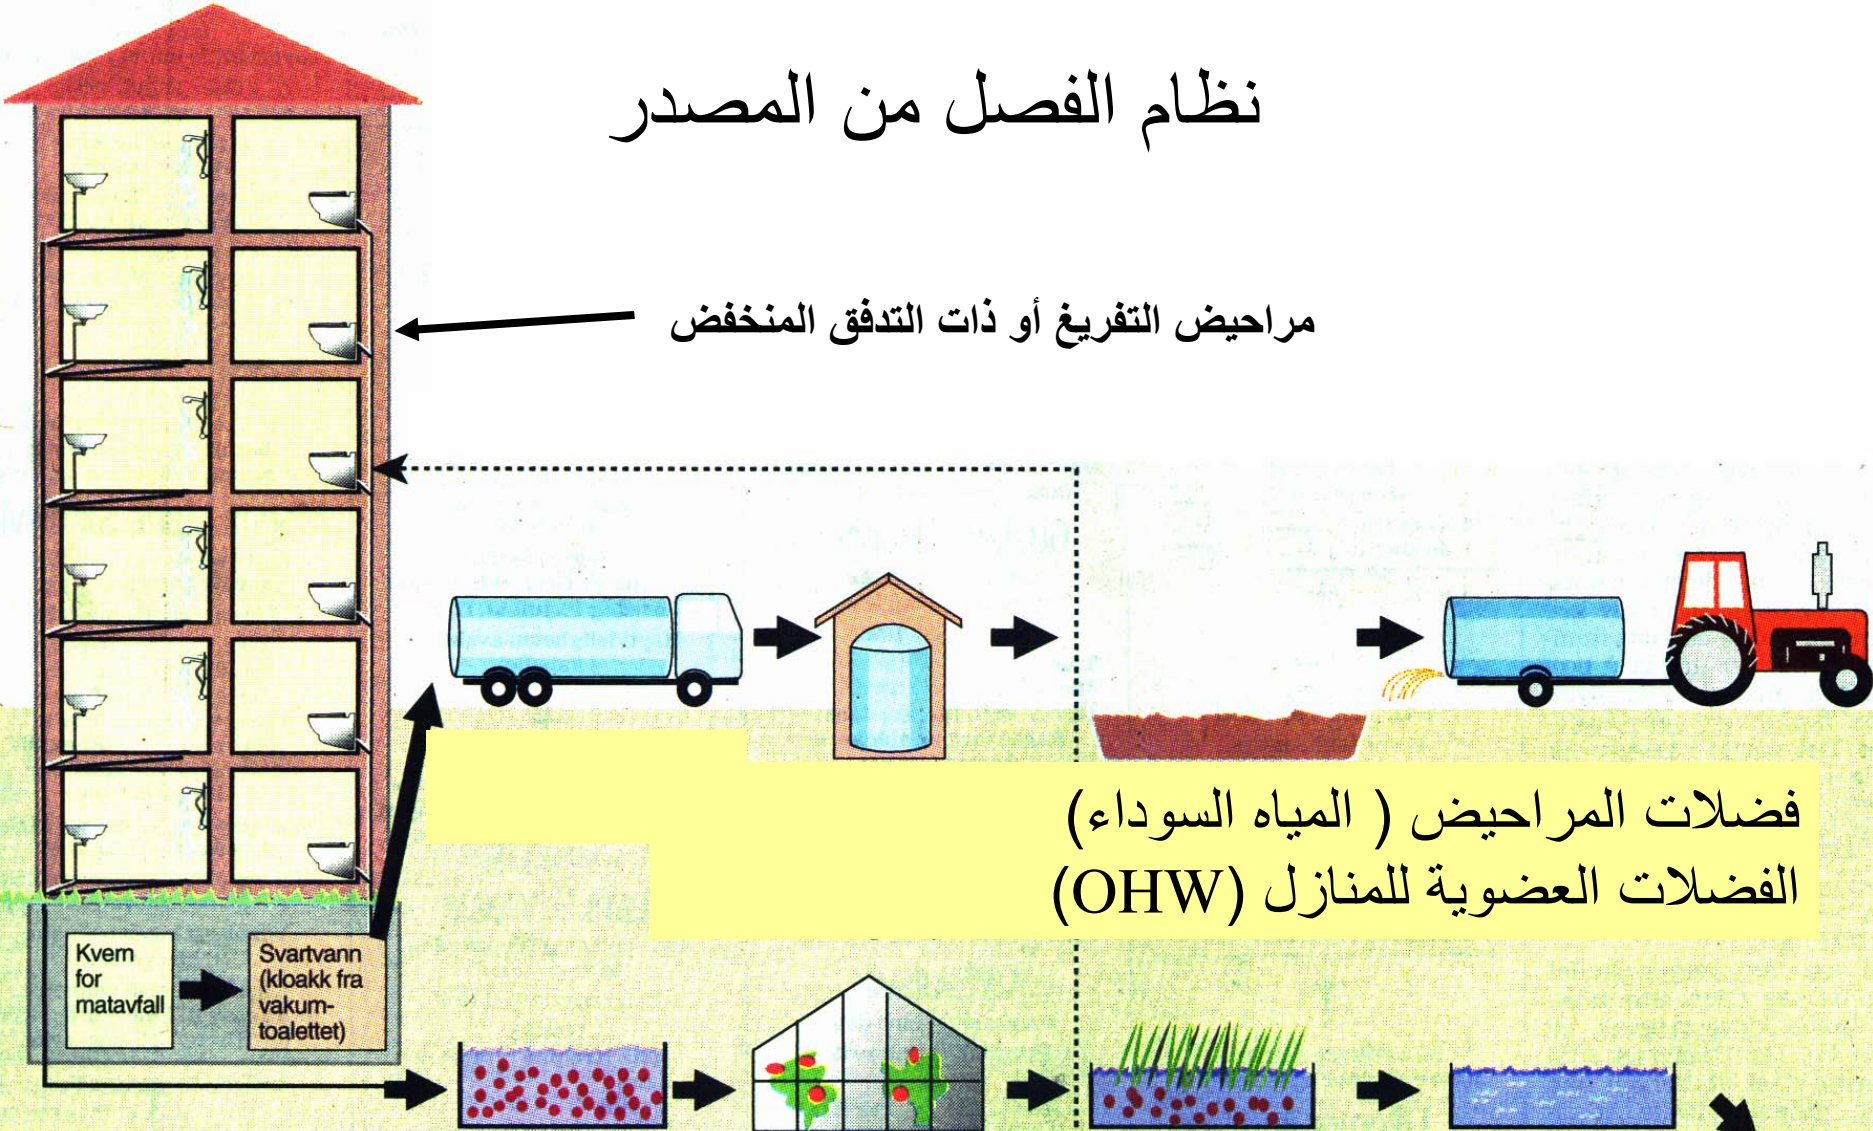 نظام الفصل من المصدر
مراحيض التفريغ أو ذات التدفق المنخفض
فضلات المراحيض ( المياه السوداء)
الفضلات العضوية للمنازل (OHW)
Kvern
for
matavfall
Svartvann
(kloakk fra
vakum-
toalettet)